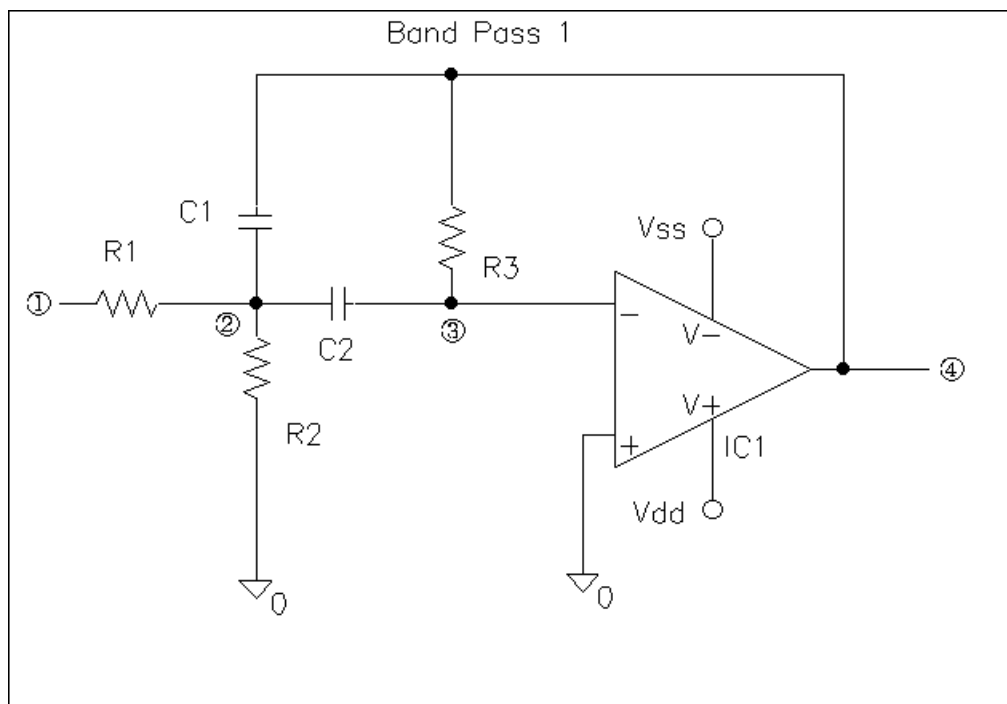 Band Pass 1
C1
Vss
R1
R3
①
②
C2
③
−
V−
④
R2
V+
+
IC1
Vdd
0
0